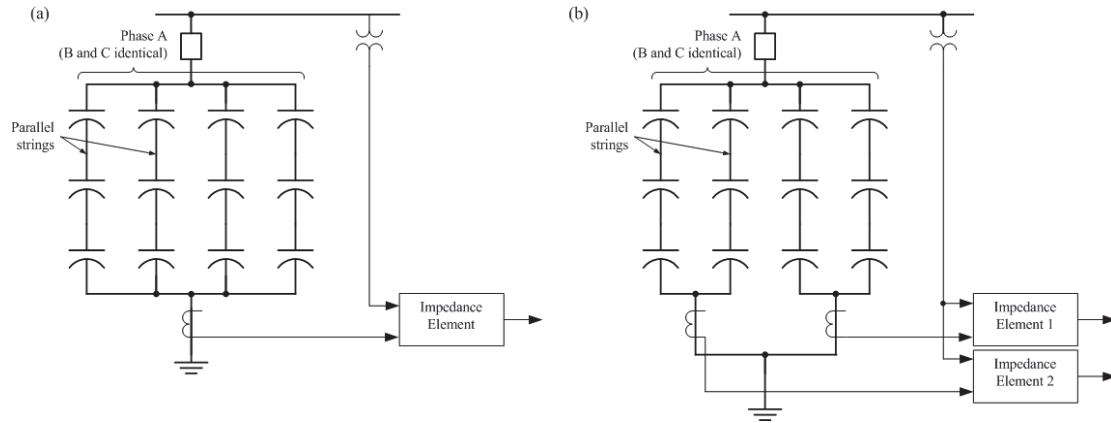 (a)
Phase A
(B and C identical)
Parallel
strings
Impedance
Element
(b)
Phase A
(B and C identical)
Parallel
strings
Impedance
Element 1
Impedance
Element 2